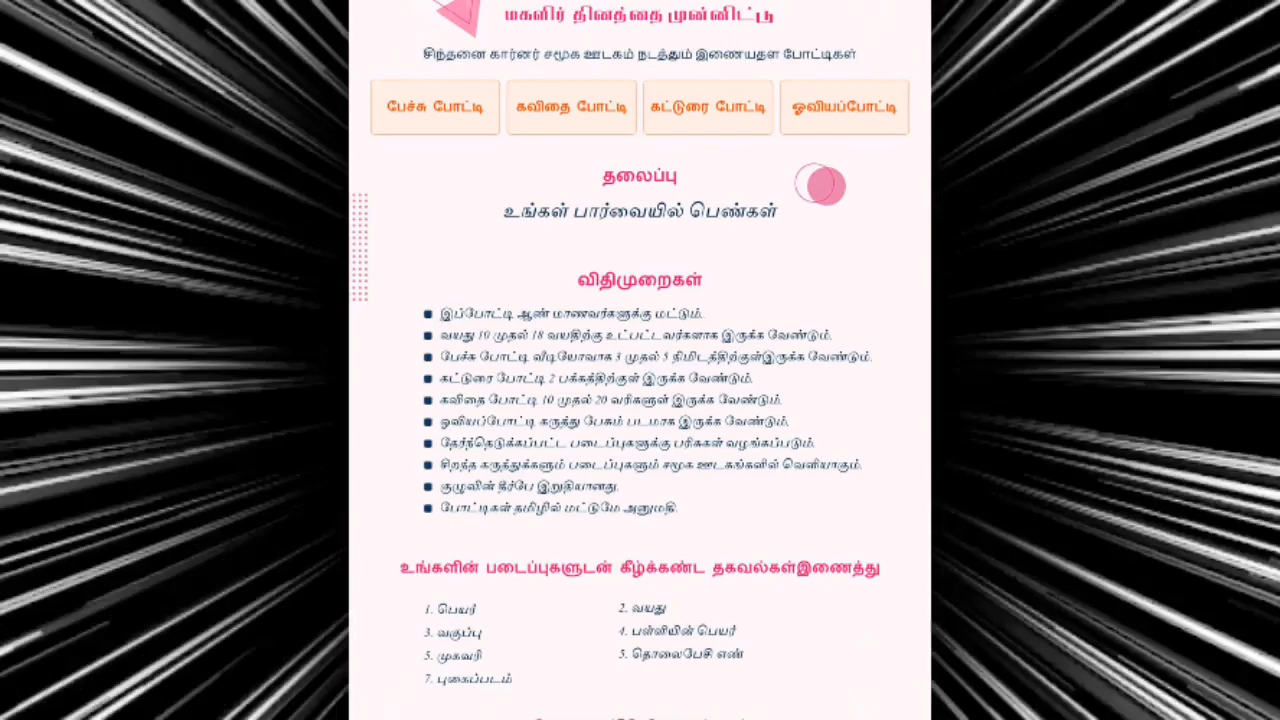 மகளிர் தினத்தை முன்னிட்டு
சிந்தனை கார்னர் சமூக ஊடகம் நடத்தும் இணையதள போட்டிகள்
பேச்சு போட்டி கவிதை போட்டி கட்டுரை போட்டி ஓவியப்போட்டி
தலைப்பு
உங்கள் பார்வையில் பெண்கள்
விதிமுறைகள்
இப்போட்டி ஆண் மாணவர்களுக்கு மட்டும்.
வயது 10 முதல் 18 வயதிற்கு உட்பட்டவர்களாக இருக்க வேண்டும்.
பேச்சு போட்டி வீடியோவாக 3 முதல் 5 நிமிடத்திற்குள்இருக்க வேண்டும்.
கட்டுரை போட்டி 2 பக்கத்திற்குள் இருக்க வேண்டும்.
கவிதை போட்டி 10 முதல் 20 வரிகளுள் இருக்க வேண்டும்.
ஓவியப்போட்டி கருத்து பேசும் படமாக இருக்க வேண்டும்.
தேர்ந்தெடுக்கப்பட்ட படைப்புகளுக்கு பரிசுகள் வழங்கப்படும்.
சிறந்த கருத்துக்களும் படைப்புகளும் சமூக ஊடகங்களில் வெளியாகும்.
குழுவின் தீர்பே இறுதியானது.
போட்டிகள் தமிழில் மட்டுமே அனுமதி.
உங்களின் படைப்புகளுடன் கீழ்க்கண்ட தகவல்கள்இணைத்து
1. பெயர் 2. வயது
3. வகுப்பு 4. பள்ளியின் பெயர்
5. முகவரி 5. தொலைபேசி எண்
7. புகைப்படம்